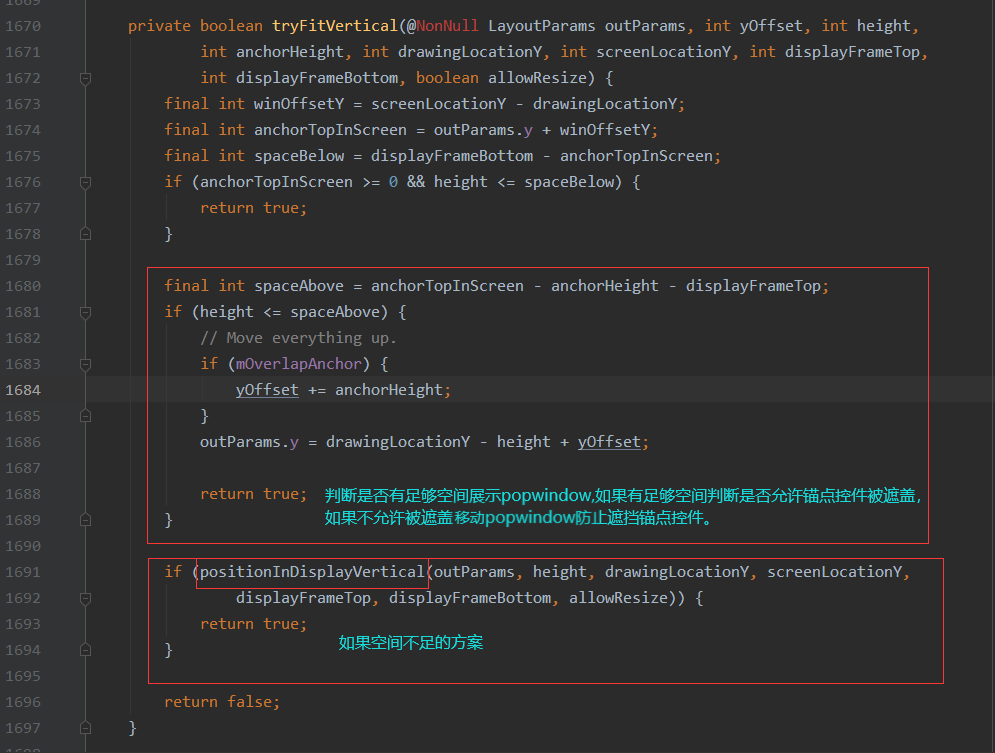 1669
1670 private boolean tryFitVertical(@NonNull LayoutParams outParams, int yOffset, int height,
1671 int anchorHeight, int drawingLocationY, int screenLocationY, int displayFrameTop,
1672 int displayFrameBottom, boolean allowResize) {
1673 final int winOffsetY = screenLocationY - drawingLocationY;
1674 final int anchorTopInScreen = outParams.y + winOffsetY;
1675 final int spaceBelow = displayFrameBottom - anchorTopInScreen;
1676 if (anchorTopInScreen >= 0 && height <= spaceBelow) {
1677 return true;
1678 }
1679
1680 final int spaceAbove = anchorTopInScreen - anchorHeight - displayFrameTop;
1681 if (height <= spaceAbove) {
1682 // Move everything up.
1683 if (mOverlapAnchor) {
1684 yOffset += anchorHeight;
1685 }
1686 outParams.y = drawingLocationY - height + yOffset;
1687
1688 return true; 判断是否有足够空间展示popwindow,如果有足够空间判断是否允许锚点控件被遮盖，
1689 } 如果不允许被遮盖移动popwindow防止遮挡锚点控件。
1690
1691 if (positionInDisplayVertical(outParams, height, drawingLocationY, screenLocationY,
1692 displayFrameTop, displayFrameBottom, allowResize)) {
1693 return true;
如果空间不足的方案
1694 }
1695
1696 return false;
1697 }
1698